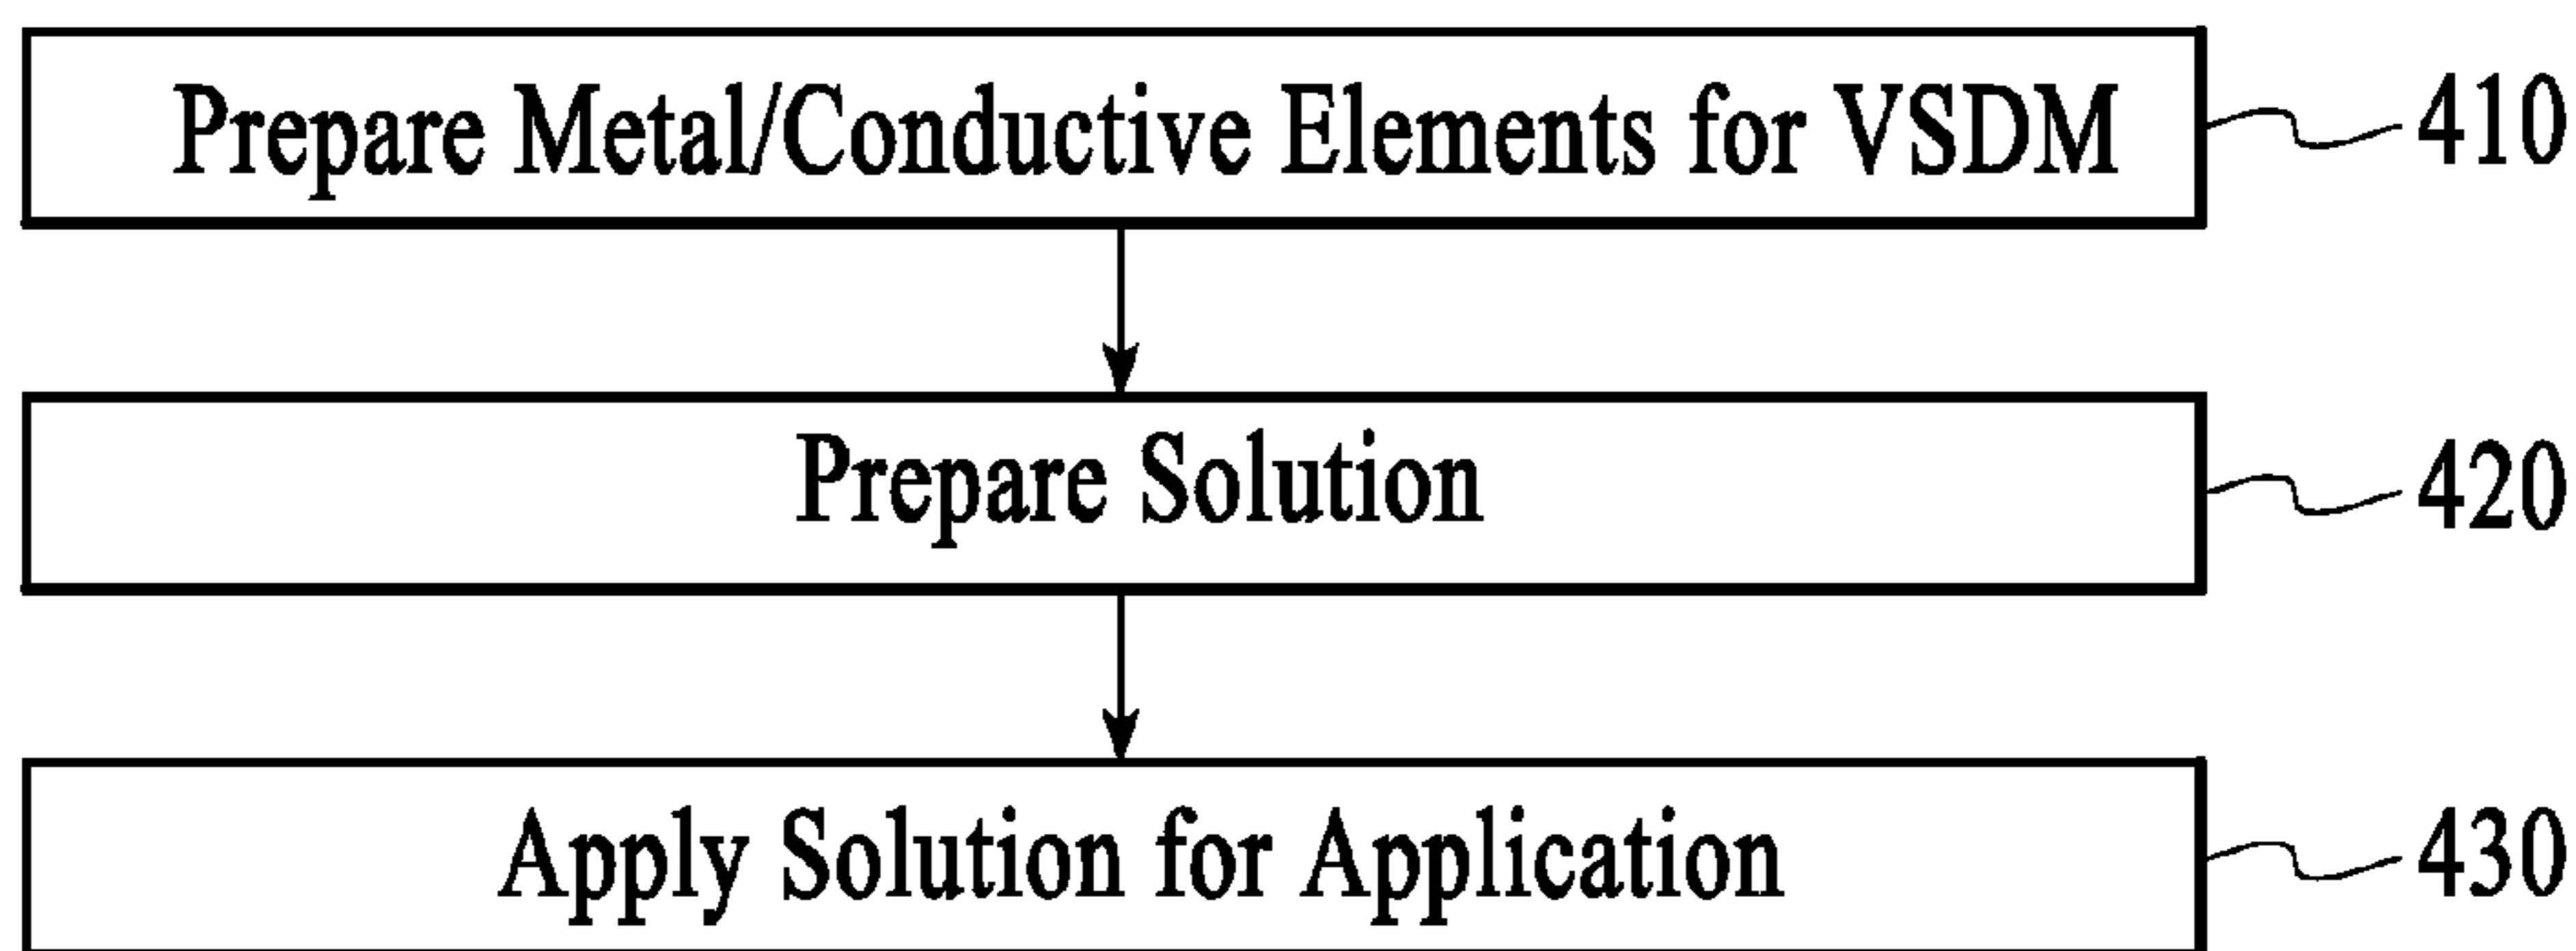 Prepare Metal/Conductive Elements for VSDM 410
Prepare Solution 420
Apply Solution for Application 430